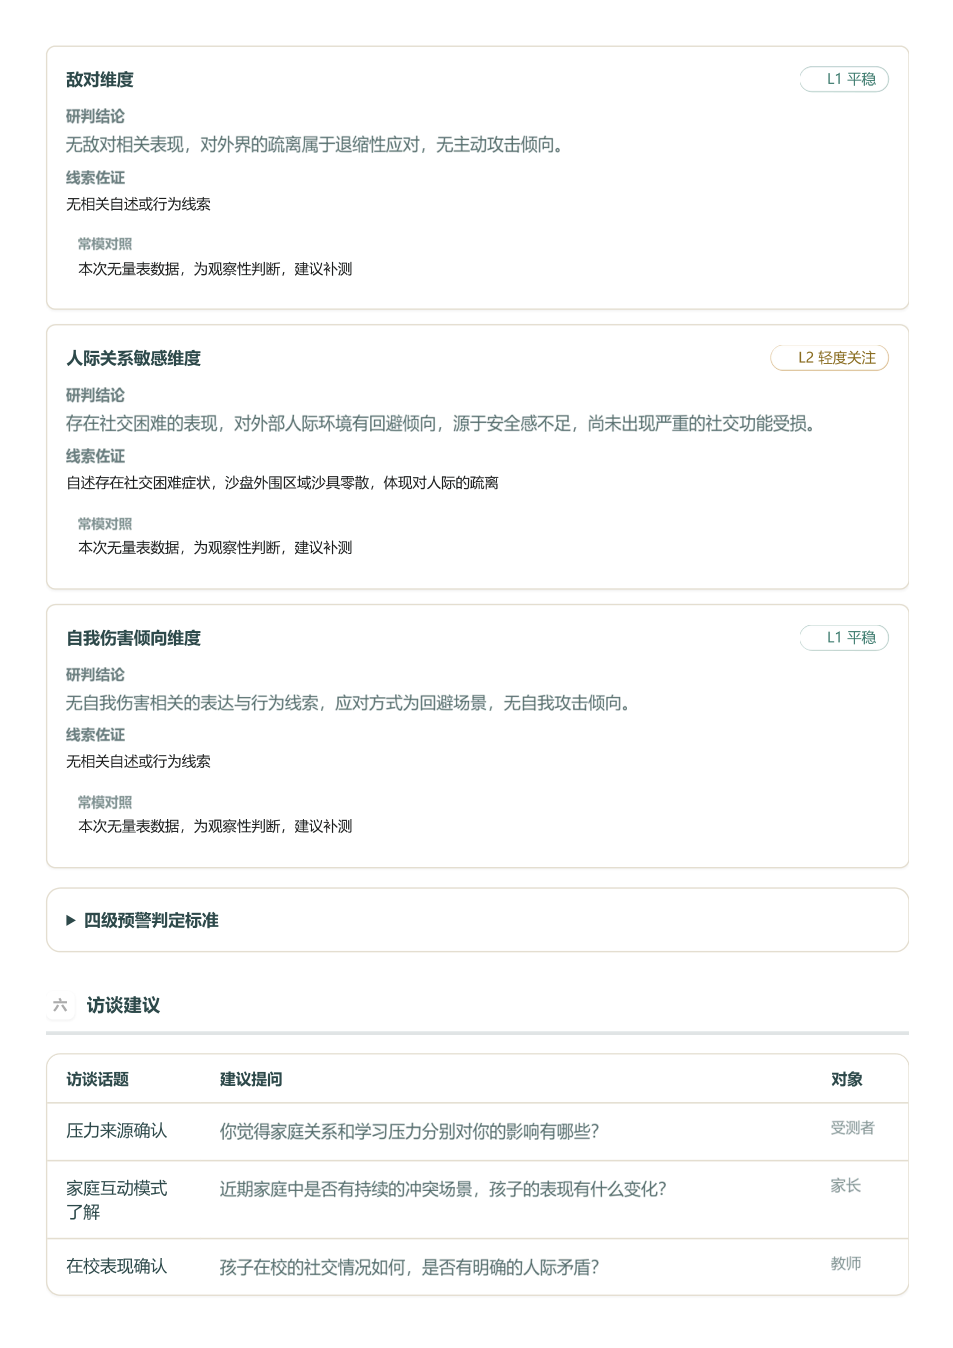 敌对维度
L1 平稳
研判结论
无敌对相关表现，对外界的疏离属于退缩性应对，无主动攻击倾向。
线索佐证
无相关自述或行为线索
常模对照
本次无量表数据，为观察性判断，建议补测
人际关系敏感维度
L2 轻度关注
研判结论
存在社交困难的表现，对外部人际环境有回避倾向，源于安全感不足，尚未出现严重的社交功能受损。
线索佐证
自述存在社交困难症状，沙盘外围区域沙具零散，体现对人际的疏离
常模对照
本次无量表数据，为观察性判断，建议补测
自我伤害倾向维度
L1 平稳
研判结论
无自我伤害相关的表达与行为线索，应对方式为回避场景，无自我攻击倾向。
线索佐证
无相关自述或行为线索
常模对照
本次无量表数据，为观察性判断，建议补测
▶ 四级预警判定标准
六 访谈建议
访谈话题 建议提问 对象
压力来源确认 你觉得家庭关系和学习压力分别对你的影响有哪些？ 受测者
家庭互动模式 近期家庭中是否有持续的冲突场景，孩子的表现有什么变化？ 家长
了解
在校表现确认 孩子在校的社交情况如何，是否有明确的人际矛盾？ 教师